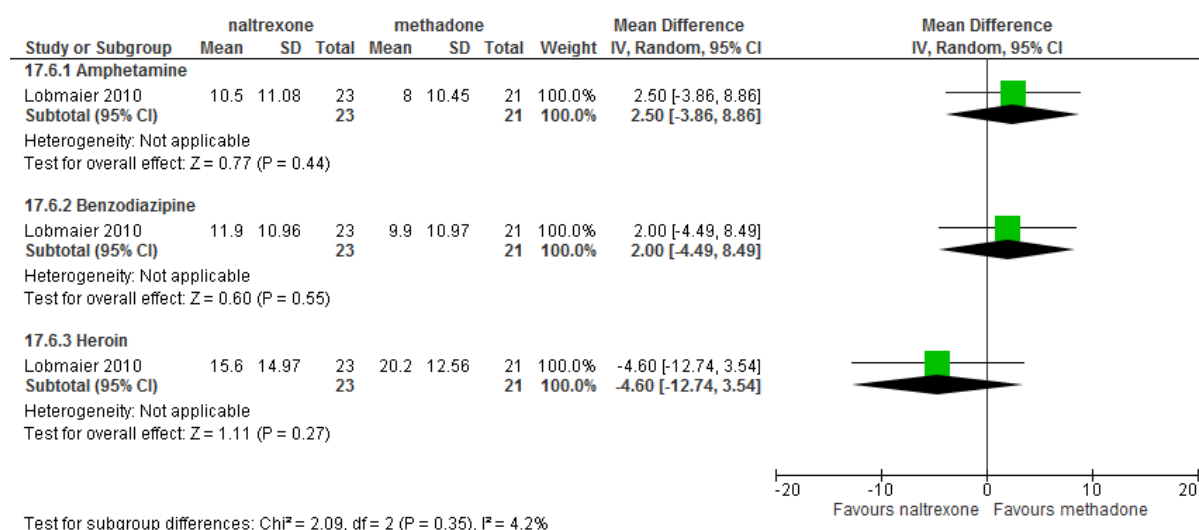 naltrexone methadone Mean Difference Mean Difference
Study or Subgroup Mean SD Total Mean SD Total Weight IV, Random, 95% CI IV, Random, 95% CI
17.6.1 Amphetamine
Lobmaier 2010 10.5 11.08 23 8 10.45 21 100.0% 2.50 [-3.86, 8.86]
Subtotal (95% CI) 23 21 100.0% 2.50 [-3.86, 8.86]
Heterogeneity: Not applicable
Test for overall effect: Z = 0.77 (P = 0.44)
17.6.2 Benzodiazipine
Lobmaier 2010 11.9 10.96 23 9.9 10.97 21 100.0% 2.00 [-4.49, 8.49]
Subtotal (95% CI) 23 21 100.0% 2.00 [-4.49, 8.49]
Heterogeneity: Not applicable
Test for overall effect: Z = 0.60 (P = 0.55)
17.6.3 Heroin
Lobmaier 2010 15.6 14.97 23 20.2 12.56 21 100.0% -4.60 [-12.74, 3.54]
Subtotal (95% CI) 23 21 100.0% -4.60 [-12.74, 3.54]
Heterogeneity: Not applicable
Test for overall effect: Z = 1.11 (P = 0.27)
-20 -10 0 10 20
Favours naltrexone Favours methadone
Test for subgroup differences: Chi² = 2.09, df = 2 (P = 0.35), I² = 4.2%